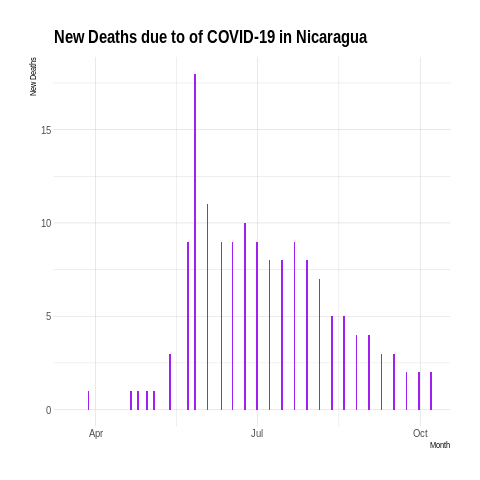 New Deaths due to of COVID-19 in Nicaragua
New Deaths
15
10
5
0
Apr
Jul
Oct
Month